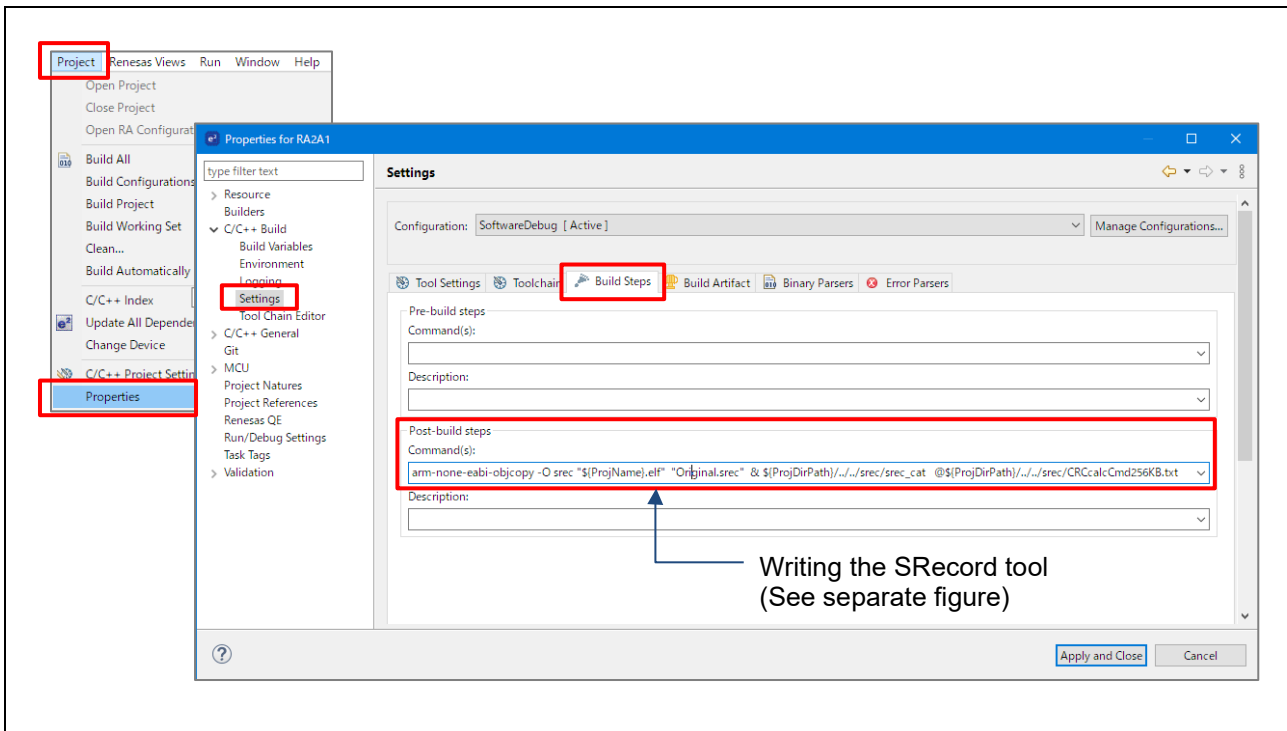 Project Renesas Views Run Window Help
Open Project
Close Project
Open RA Configurat
Build All
Build Configurations
Build Project
Build Working Set
Clean...
Build Automatically
C/C++ Index
Update All Depende
Change Device
C/C++ Project Settin
Properties
Properties for RA2A1
type filter text
Resource
Builders
C/C++ Build
Build Variables
Environment
Logging
Settings
Tool Chain Editor
C/C++ General
Git
MCU
Project Natures
Project References
Renesas QE
Run/Debug Settings
Task Tags
Validation
Settings
Configuration: SoftwareDebug [ Active ] Manage Configurations...
Tool Settings Toolchain Build Steps Build Artifact Binary Parsers Error Parsers
Pre-build steps
Command(s):
Description:
Post-build steps
Command(s):
arm-none-eabi-objcopy -O srec "${ProjName}.elf" "Original.srec" & ${ProjDirPath}/../../srec/srec_cat @${ProjDirPath}/../../srec/CRCcalcCmd256KB.txt
Description:
Writing the SRecord tool
(See separate figure)
Apply and Close Cancel